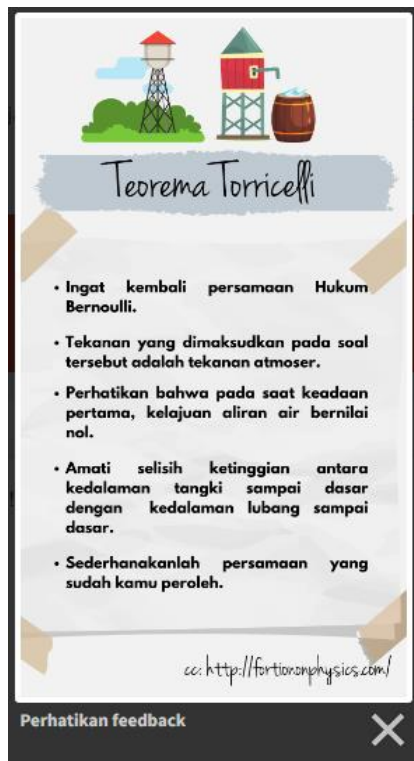 Teorema Torricelli
• Ingat kembali persamaan Hukum
Bernoulli.
• Tekanan yang dimaksudkan pada soal
tersebut adalah tekanan atmoser.
• Perhatikan bahwa pada saat keadaan
pertama, kelajuan aliran air bernilai
nol.
• Amati selisih ketinggian antara
kedalaman tangki sampai dasar
dengan kedalaman lubang sampai
dasar.
• Sederhanakanlah persamaan yang
sudah kamu peroleh.
cc: http://fortiononphysics.com/
Perhatikan feedback